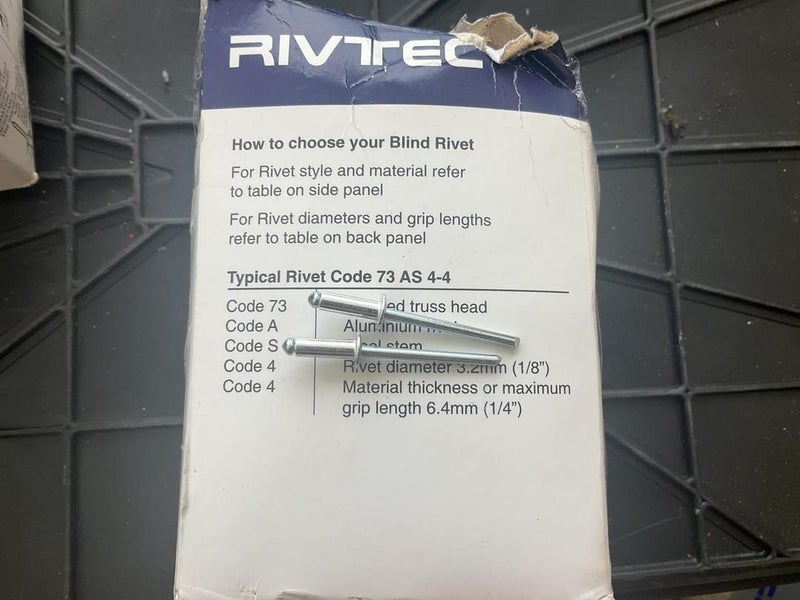 RIVTEC
How to choose your Blind Rivet
For Rivet style and material refer
to table on side panel
For Rivet diameters and grip lengths
refer to table on back panel
Typical Rivet Code 73 AS 4-4
Code 73 truss head
Code A Aluminium
Code S stem
Code 4 Rivet diameter 3.2mm (1/8”)
Code 4 Material thickness or maximum
grip length 6.4mm (1/4”)